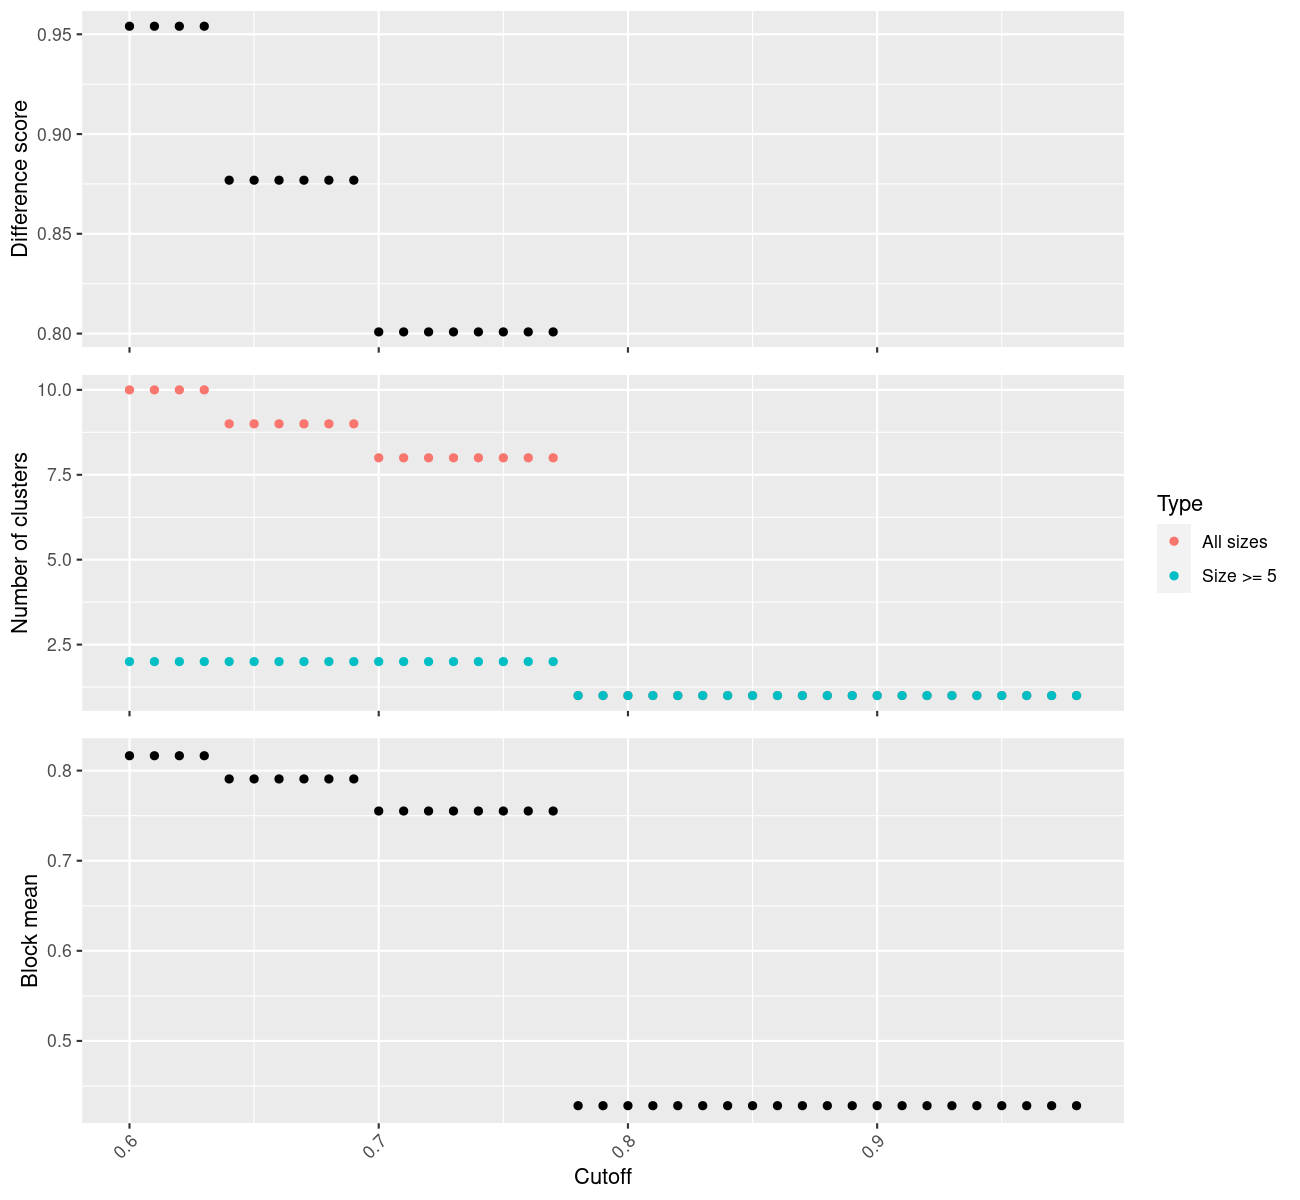 0.95
0.90
0.85
0.80
Difference score
10.0
7.5
5.0
2.5
Number of clusters
Type
All sizes
Size >= 5
0.8
0.7
0.6
0.5
Block mean
0.6 0.7 0.8 0.9
Cutoff